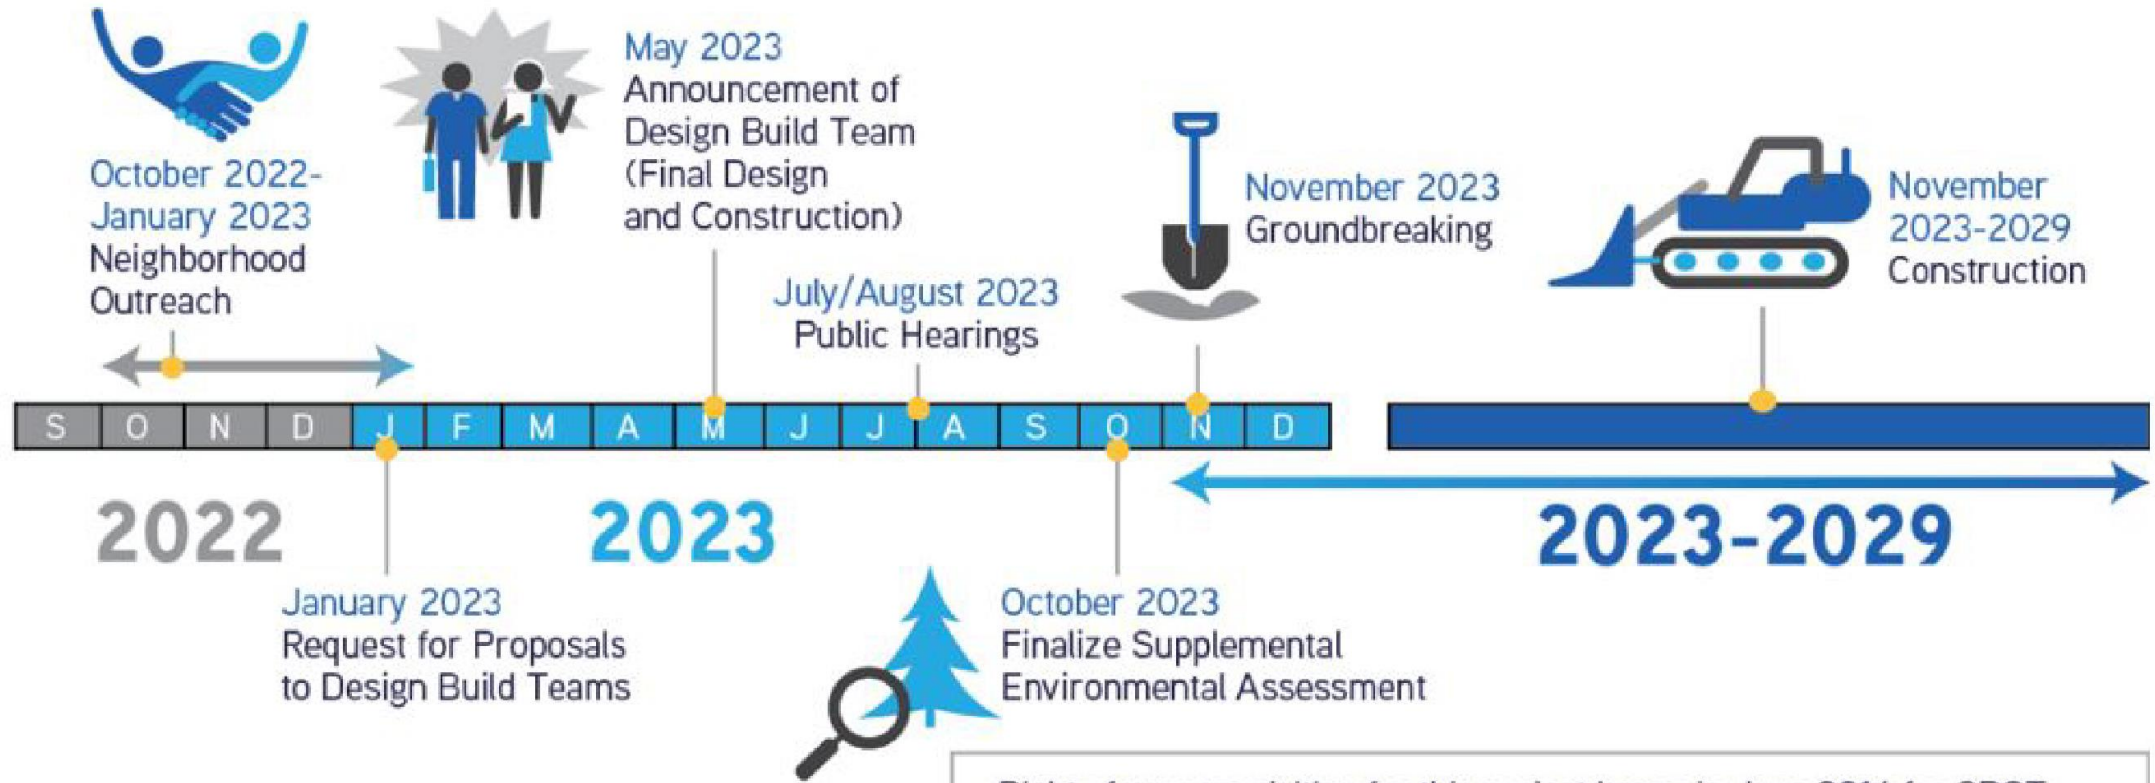 October 2022-
January 2023
Neighborhood
Outreach
May 2023
Announcement of
Design Build Team
(Final Design
and Construction)
July/August 2023
Public Hearings
November 2023
Groundbreaking
November
2023-2029
Construction
S O N D J F M A M J J A S O N D
2022
2023
2023-2029
January 2023
Request for Proposals
to Design Build Teams
October 2023
Finalize Supplemental
Environmental Assessment